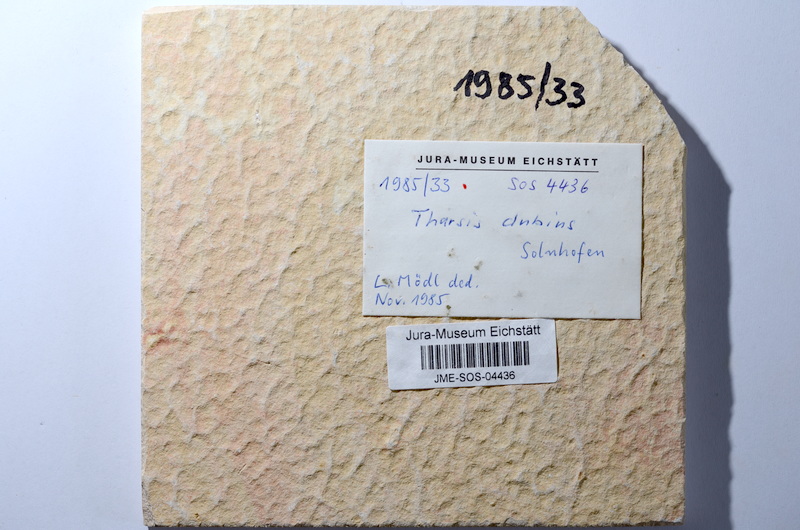 1985/33
JURA-MUSEUM EICHSTÄTT
1985/33 . SOS 4436
Tharsis dubius
Solnhofen
L. Mödl ded.
Nov. 1985
Jura-Museum Eichstätt
JME-SOS-04436